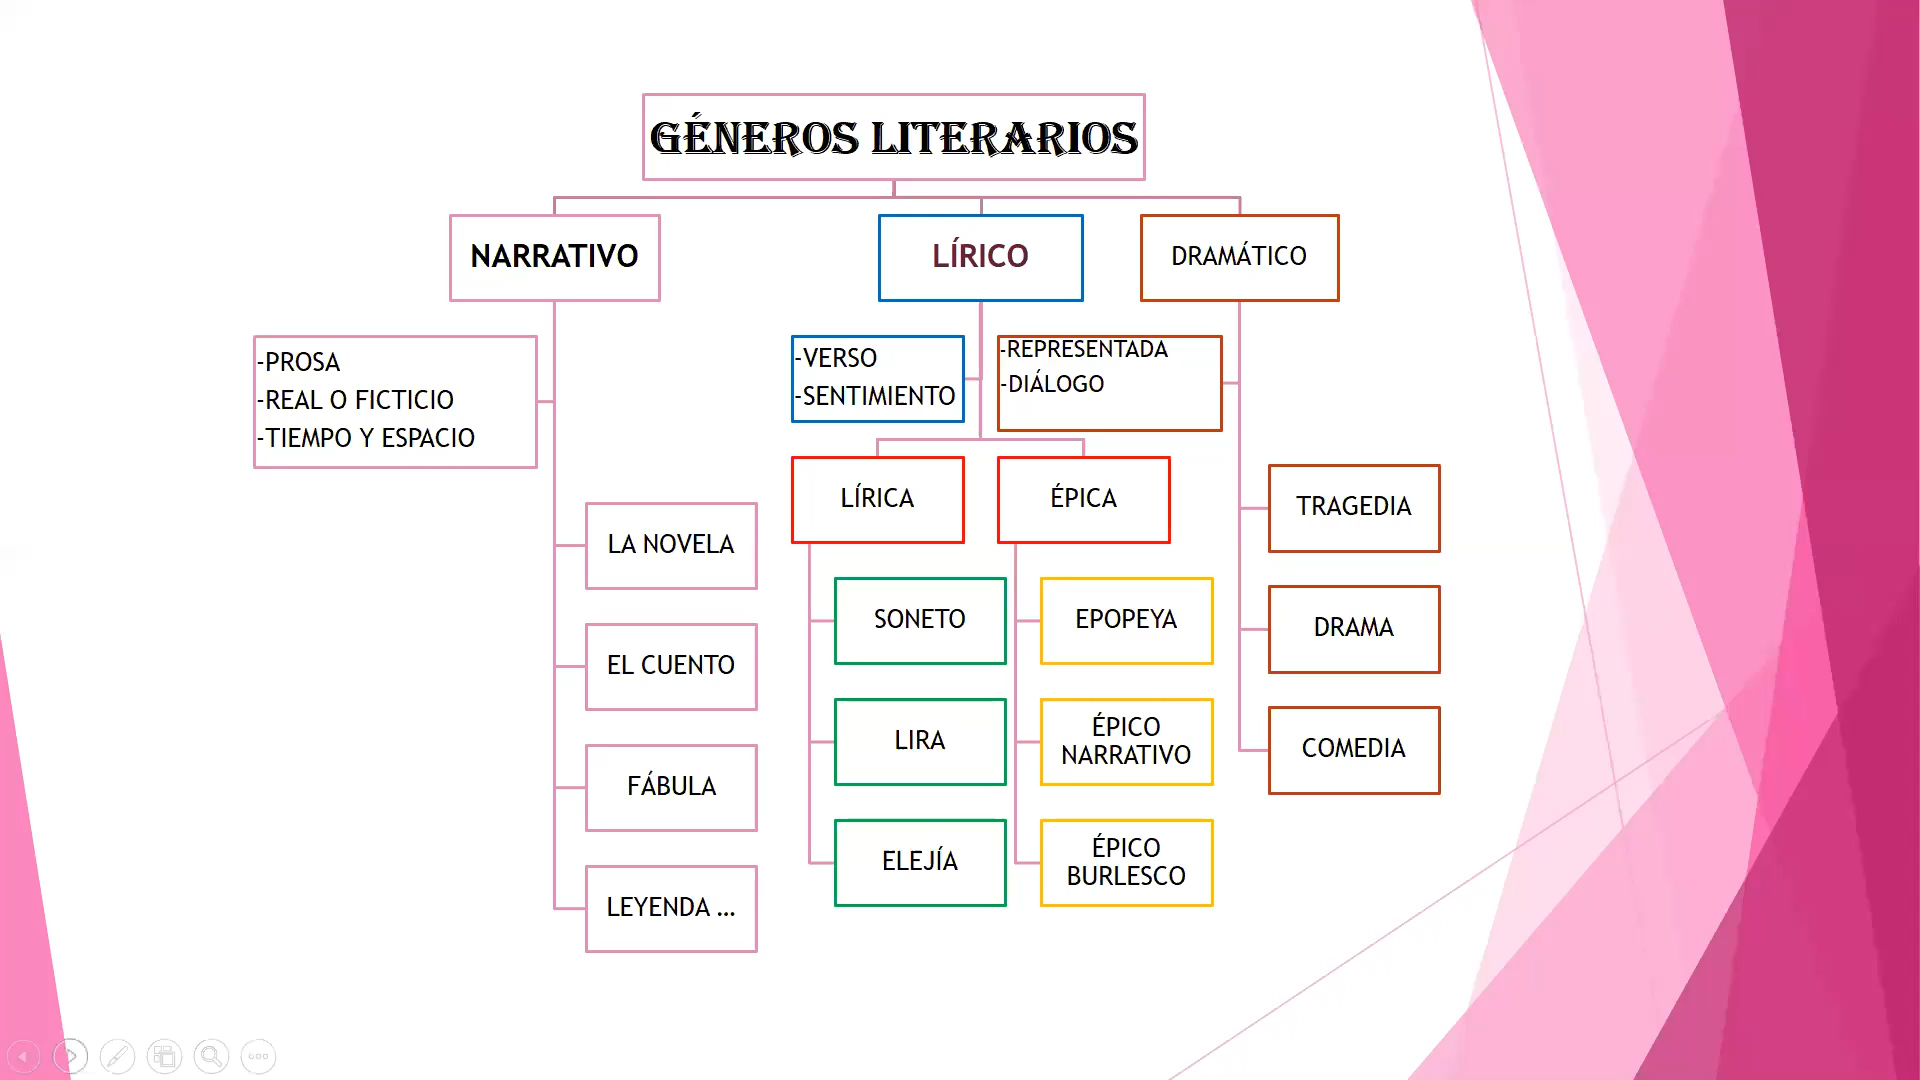 GÉNEROS LITERARIOS
NARRATIVO
LÍRICO
DRAMÁTICO
-PROSA
-REAL O FICTICIO
-TIEMPO Y ESPACIO
-VERSO
-SENTIMIENTO
-REPRESENTADA
-DIÁLOGO
LA NOVELA
EL CUENTO
FÁBULA
LEYENDA ...
LÍRICA
SONETO
LIRA
ELEJÍA
ÉPICA
EPOPEYA
ÉPICO
NARRATIVO
ÉPICO
BURLESCO
TRAGEDIA
DRAMA
COMEDIA